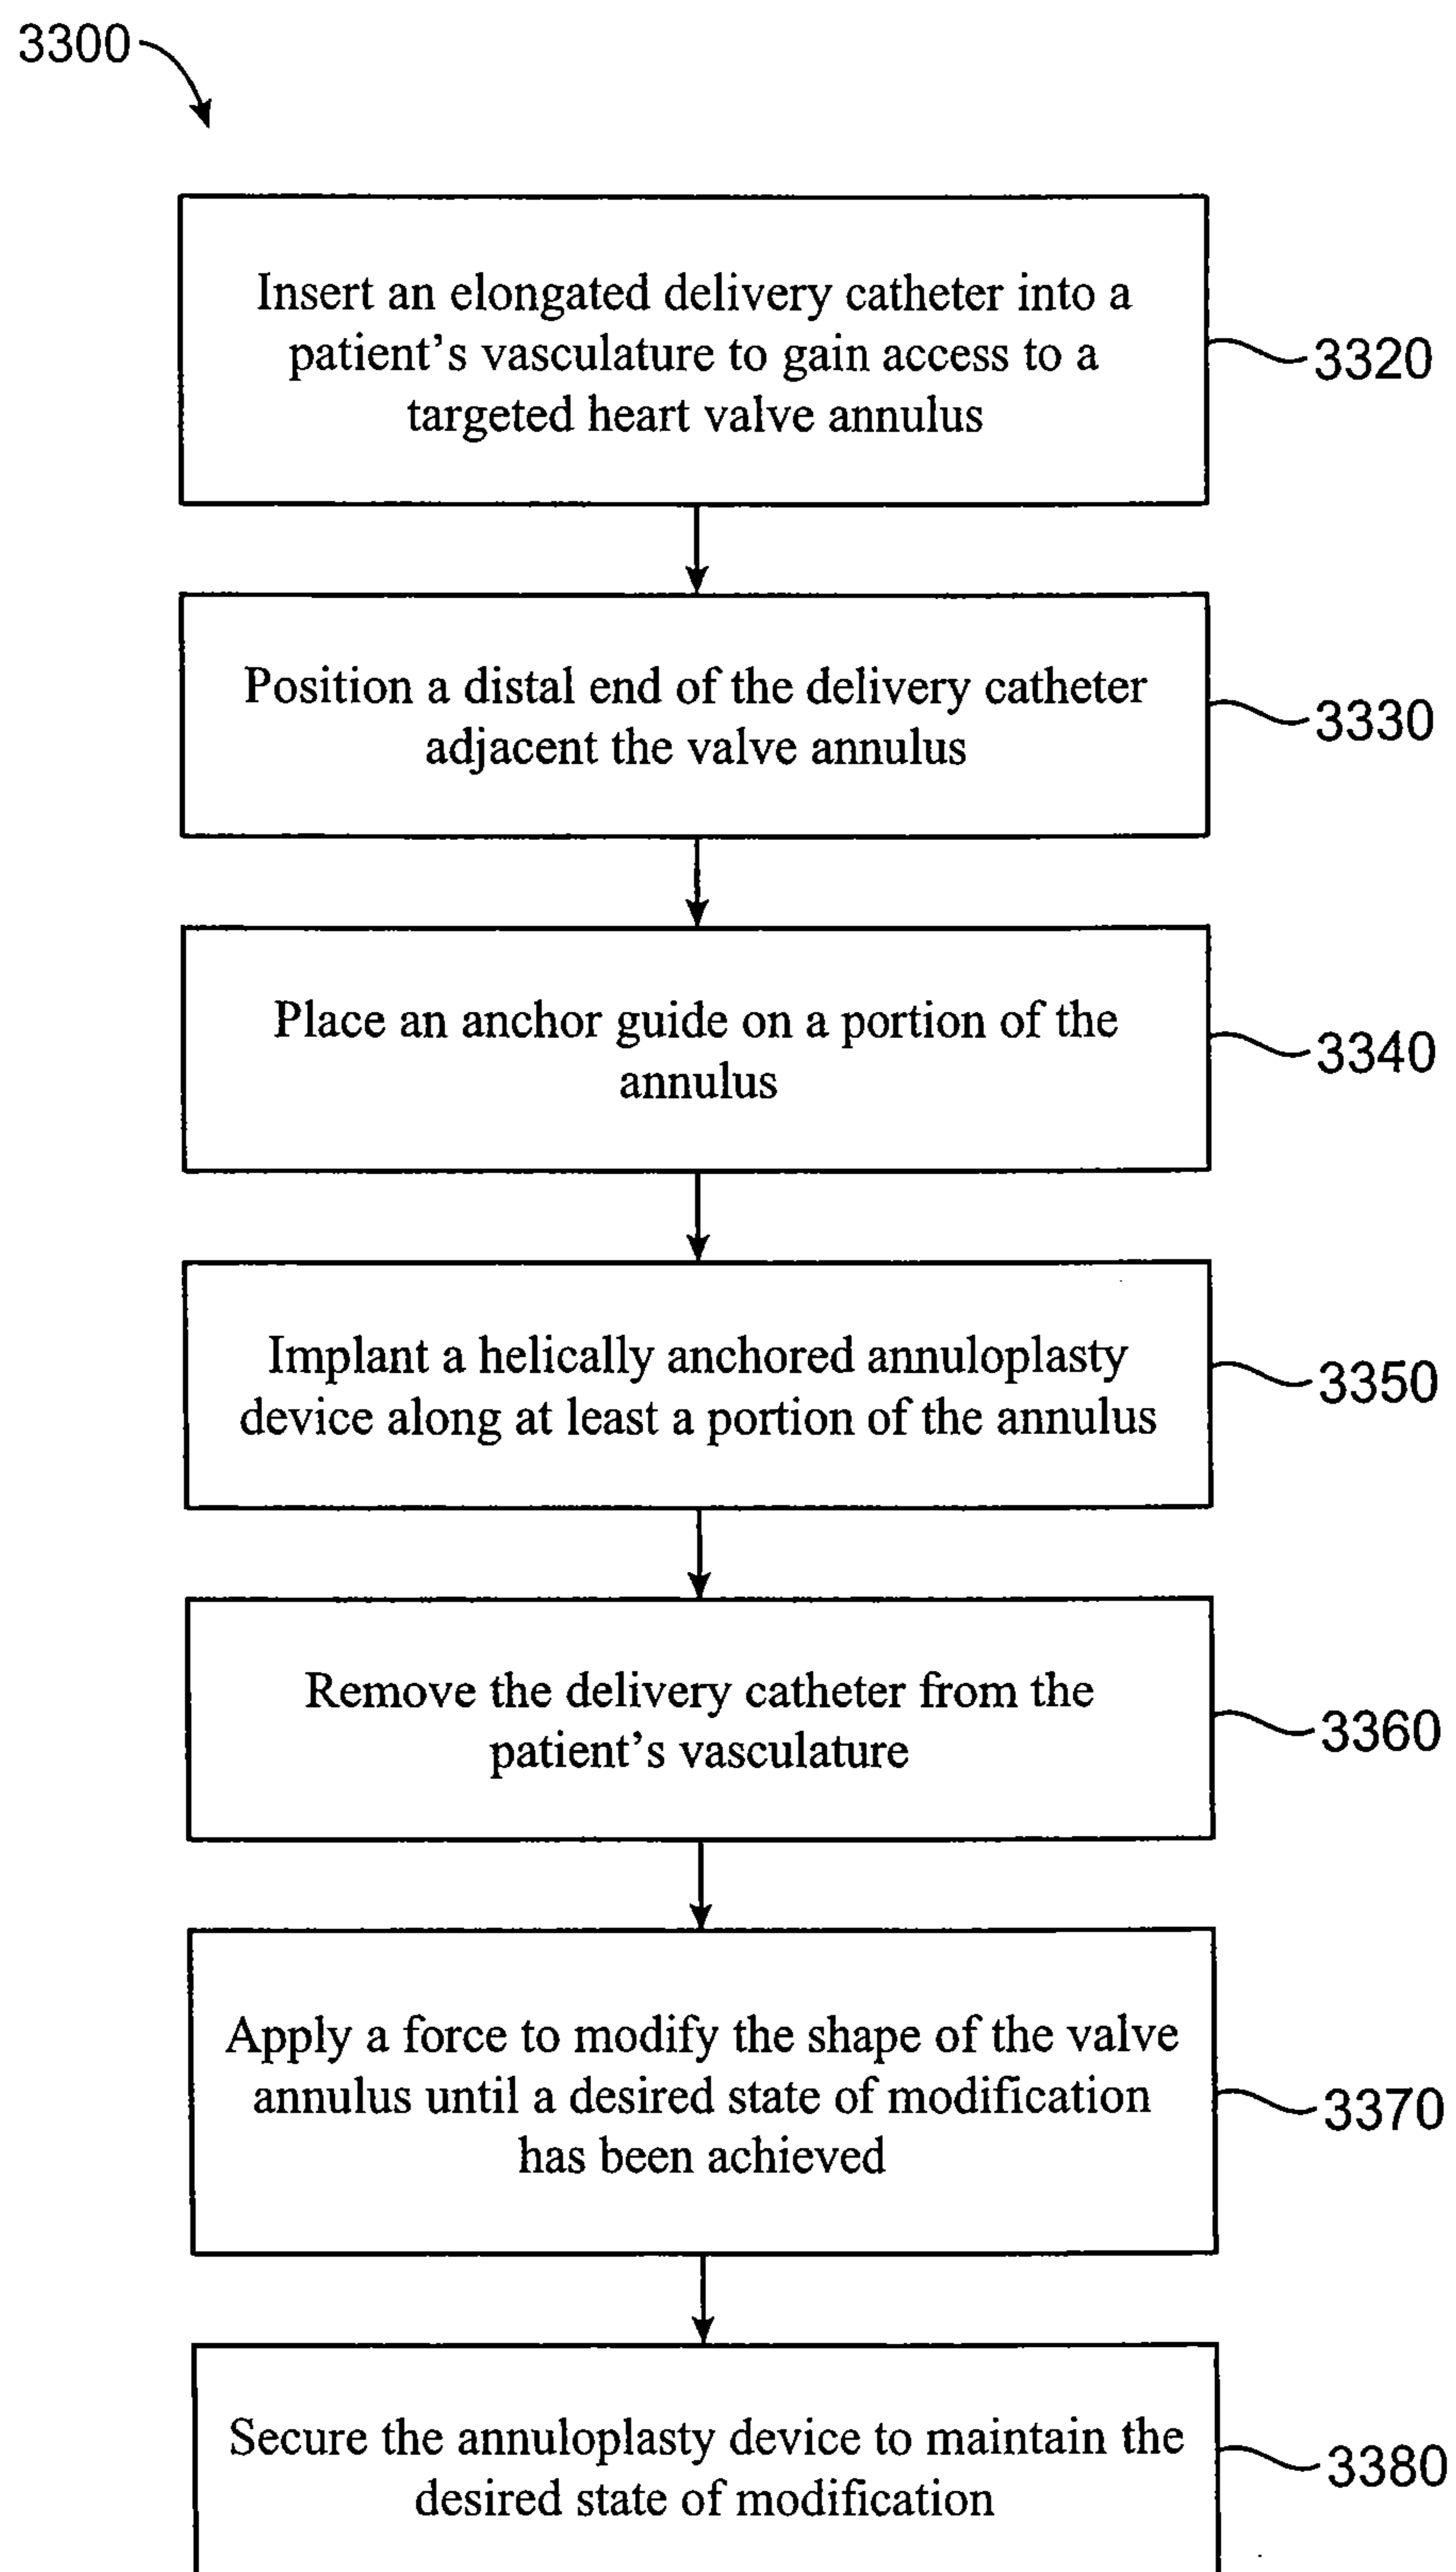 3300
Insert an elongated delivery catheter into a
patient's vasculature to gain access to a
targeted heart valve annulus
3320
Position a distal end of the delivery catheter
adjacent the valve annulus
3330
Place an anchor guide on a portion of the
annulus
3340
Implant a helically anchored annuloplasty
device along at least a portion of the annulus
3350
Remove the delivery catheter from the
patient's vasculature
3360
Apply a force to modify the shape of the valve
annulus until a desired state of modification
has been achieved
3370
Secure the annuloplasty device to maintain the
desired state of modification
3380